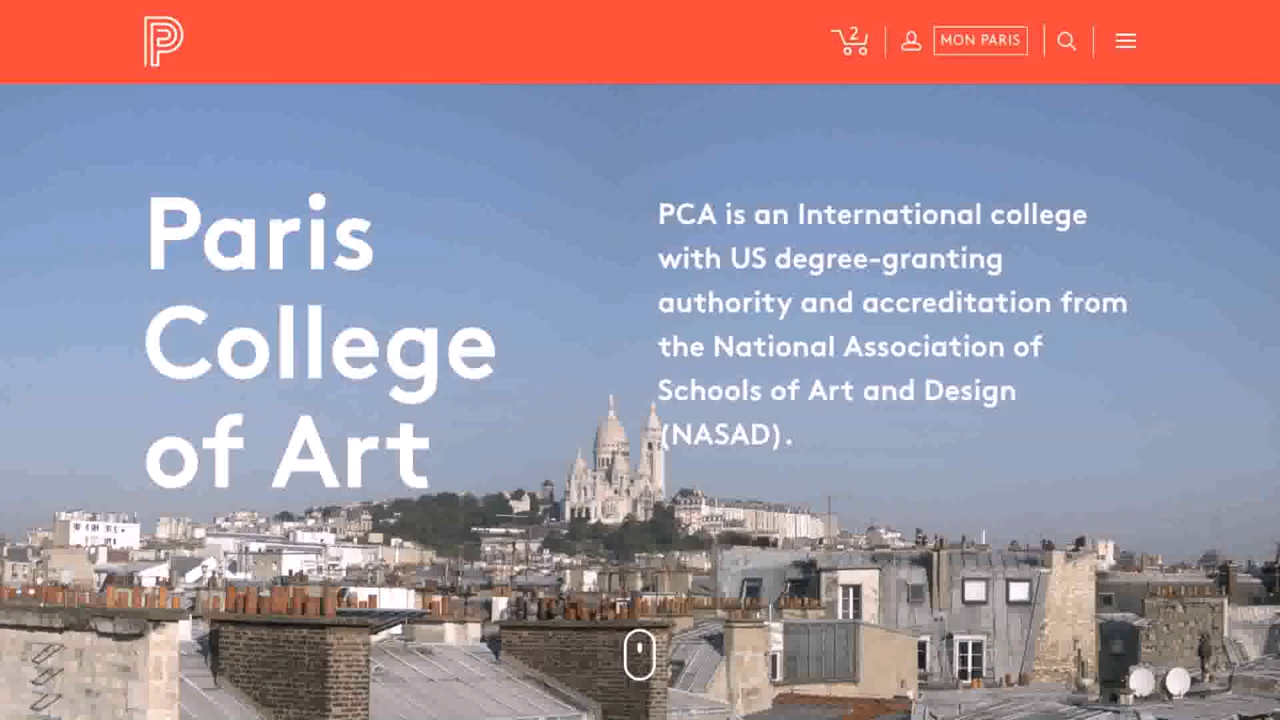 P
2
MON PARIS
Paris
College
of Art
PCA is an International college
with US degree-granting
authority and accreditation from
the National Association of
Schools of Art and Design
(NASAD).